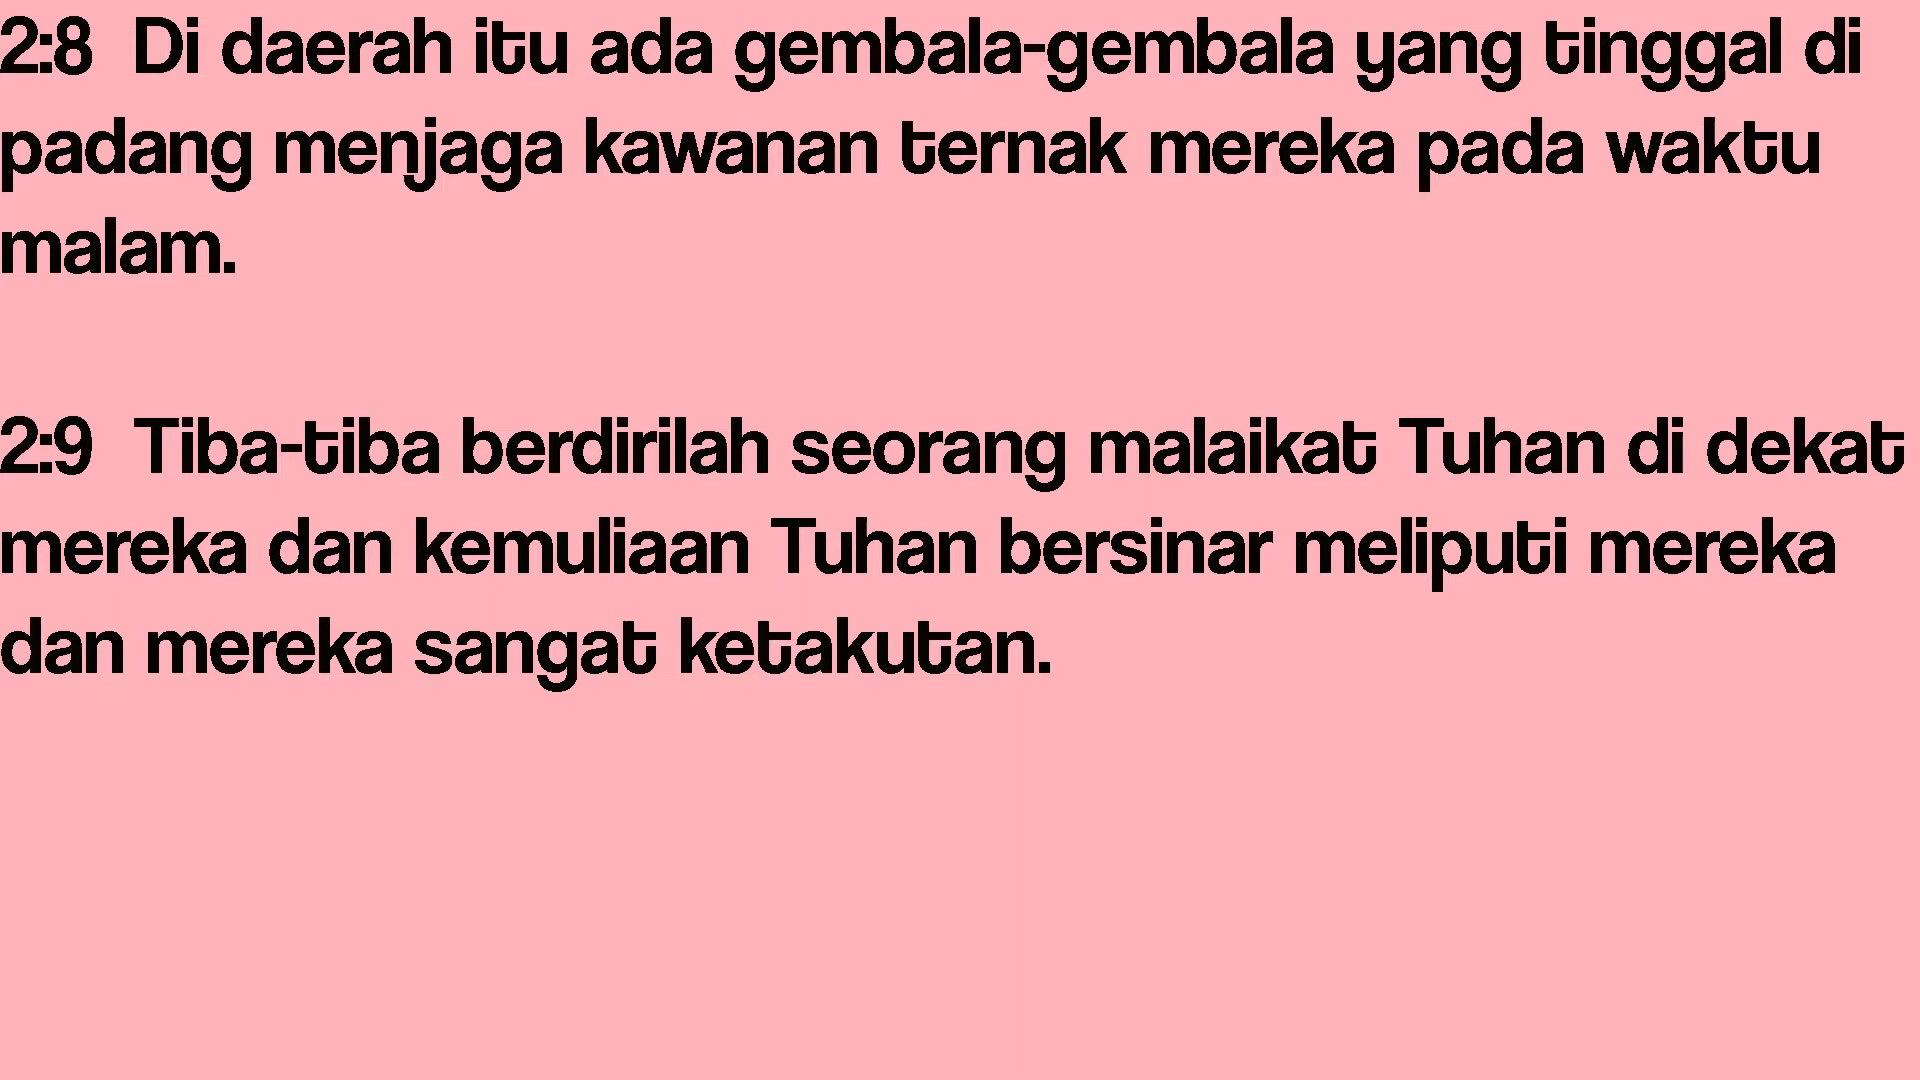 2:8  Di daerah itu ada gembala-gembala yang tinggal di
padang menjaga kawanan ternak mereka pada waktu
malam.
2:9  Tiba-tiba berdirilah seorang malaikat Tuhan di dekat
mereka dan kemuliaan Tuhan bersinar meliputi mereka
dan mereka sangat ketakutan.